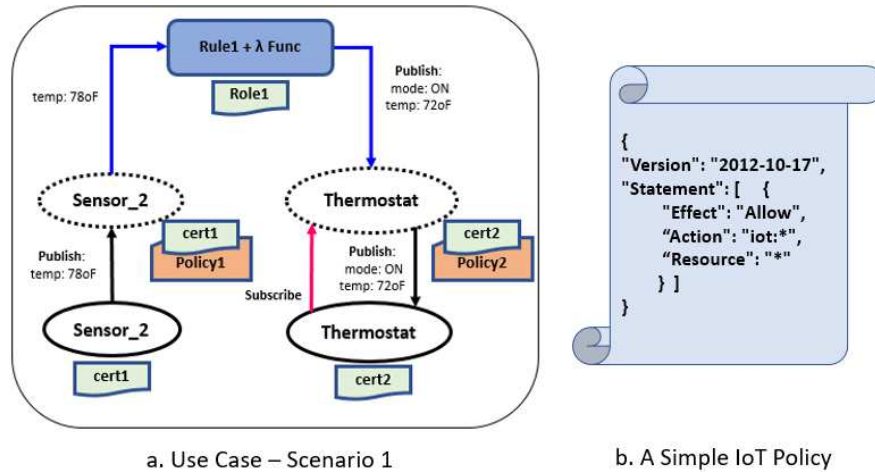 Rule1 + λ Func
Role1
temp: 78oF
Publish:
mode: ON
temp: 72oF
Sensor_2
Thermostat
cert1
Policy1
cert2
Policy2
Publish:
temp: 78oF
Subscribe
Publish:
mode: ON
temp: 72oF
Sensor_2
Thermostat
cert1
cert2
a. Use Case – Scenario 1
{
"Version": "2012-10-17",
"Statement": [ {
"Effect": "Allow",
“Action": "iot:*",
“Resource": "*"
} ]
}
b. A Simple IoT Policy